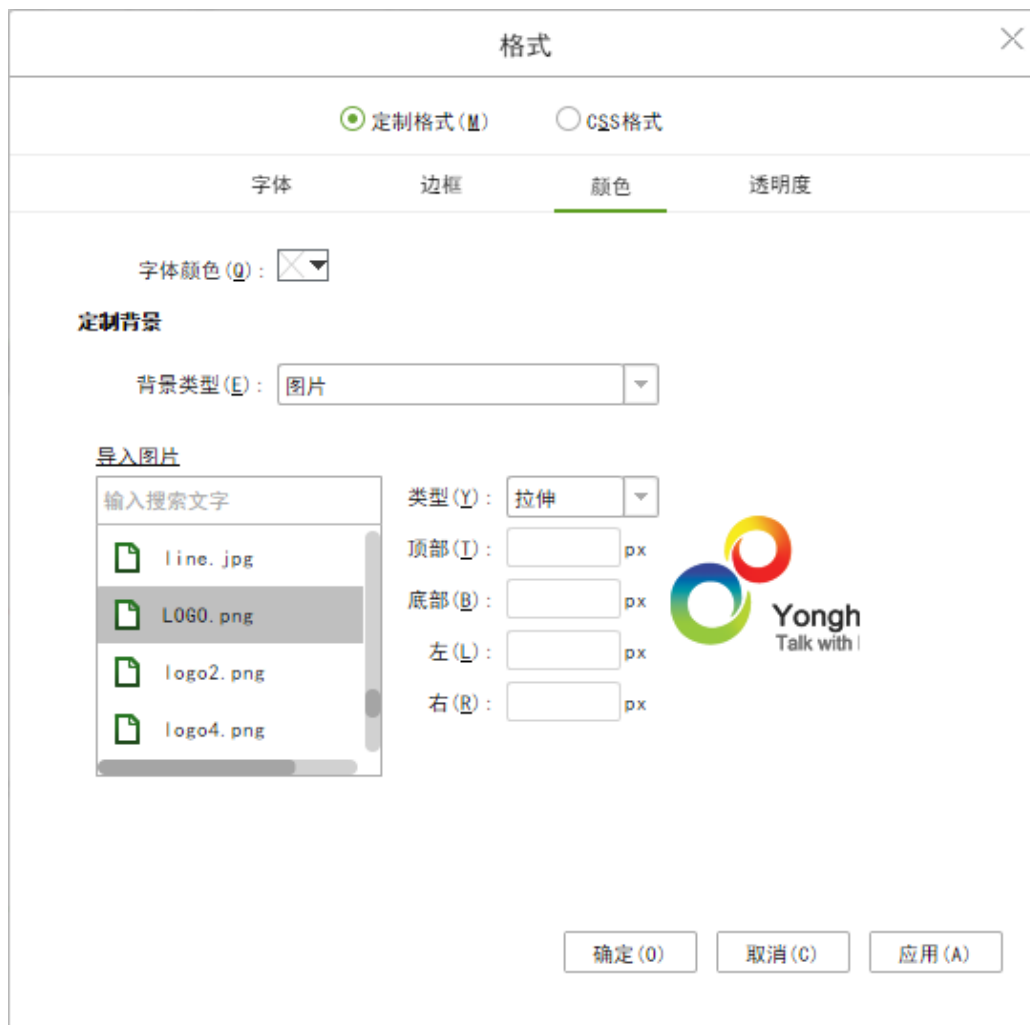 格式
定制格式(M) CSS格式
字体 边框 颜色 透明度
字体颜色(Q):
定制背景
背景类型(E): 图片
导入图片
输入搜索文字
line.jpg
LOGO.png
logo2.png
logo4.png
类型(Y): 拉伸
顶部(T): px
底部(B): px
左(L): px
右(R): px
Yongh
Talk with
确定(O) 取消(C) 应用(A)